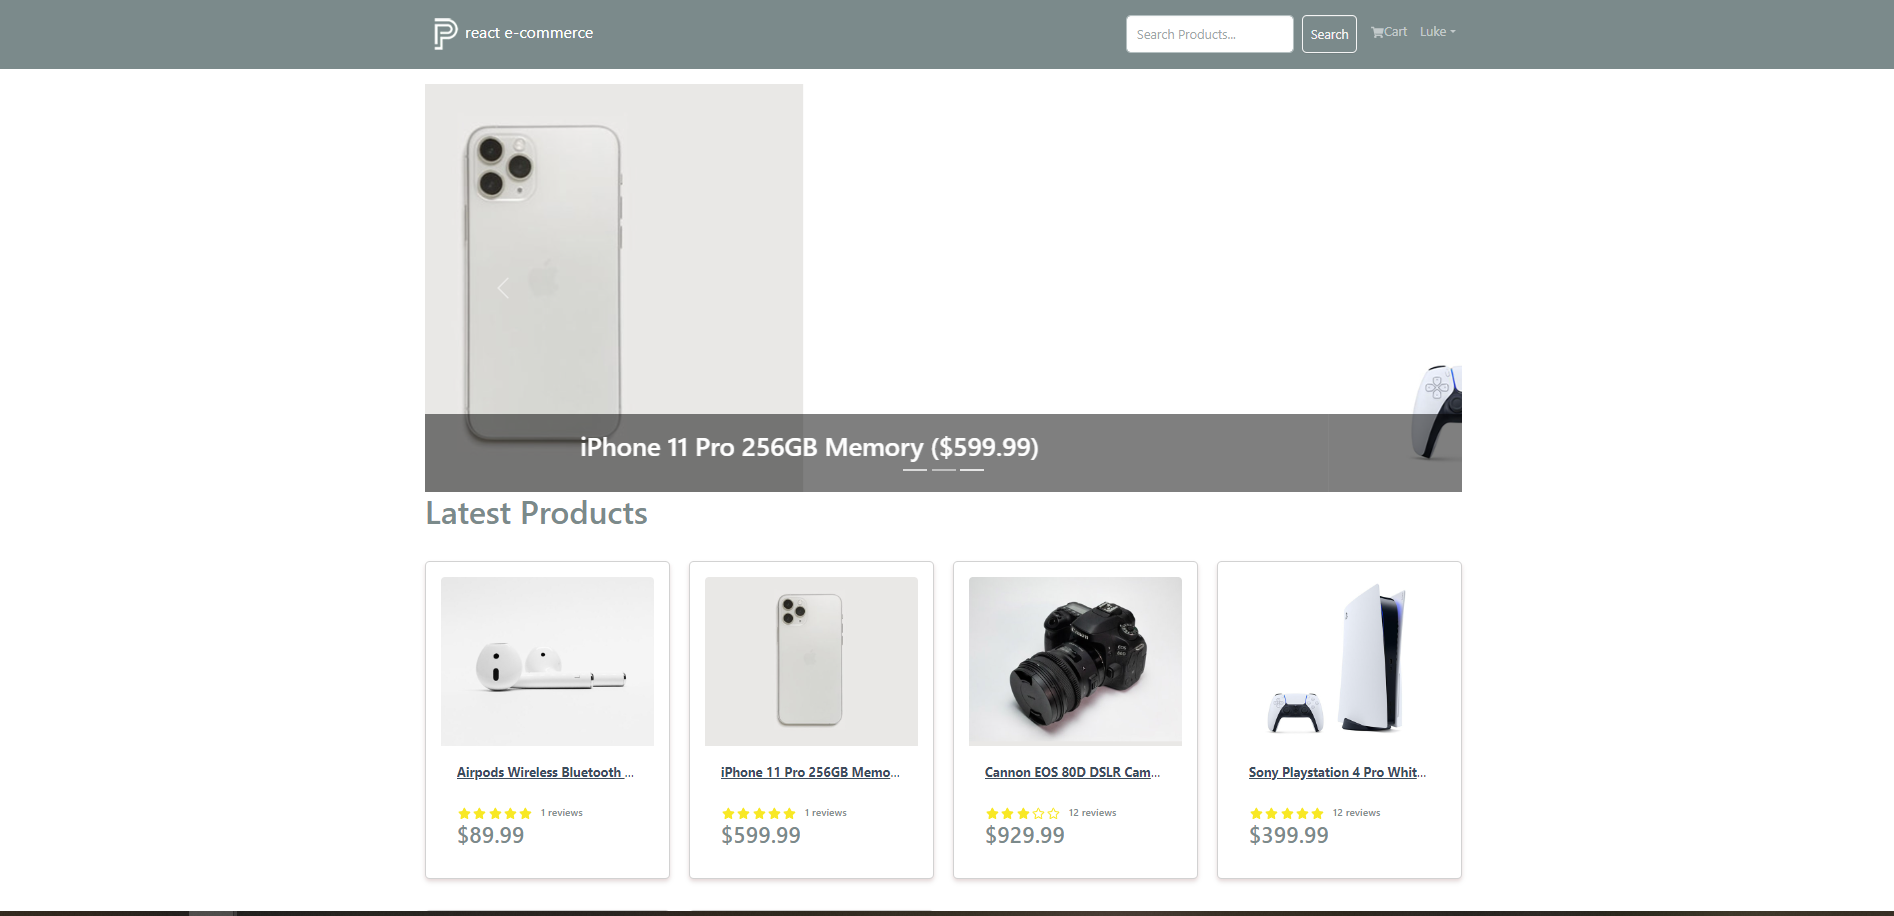 react e-commerce
Search Products...
Search
Cart
Luke
iPhone 11 Pro 256GB Memory ($599.99)
Latest Products
Airpods Wireless Bluetooth ...
1 reviews
$89.99
iPhone 11 Pro 256GB Memo...
1 reviews
$599.99
Cannon EOS 80D DSLR Cam...
12 reviews
$929.99
Sony Playstation 4 Pro Whit...
12 reviews
$399.99